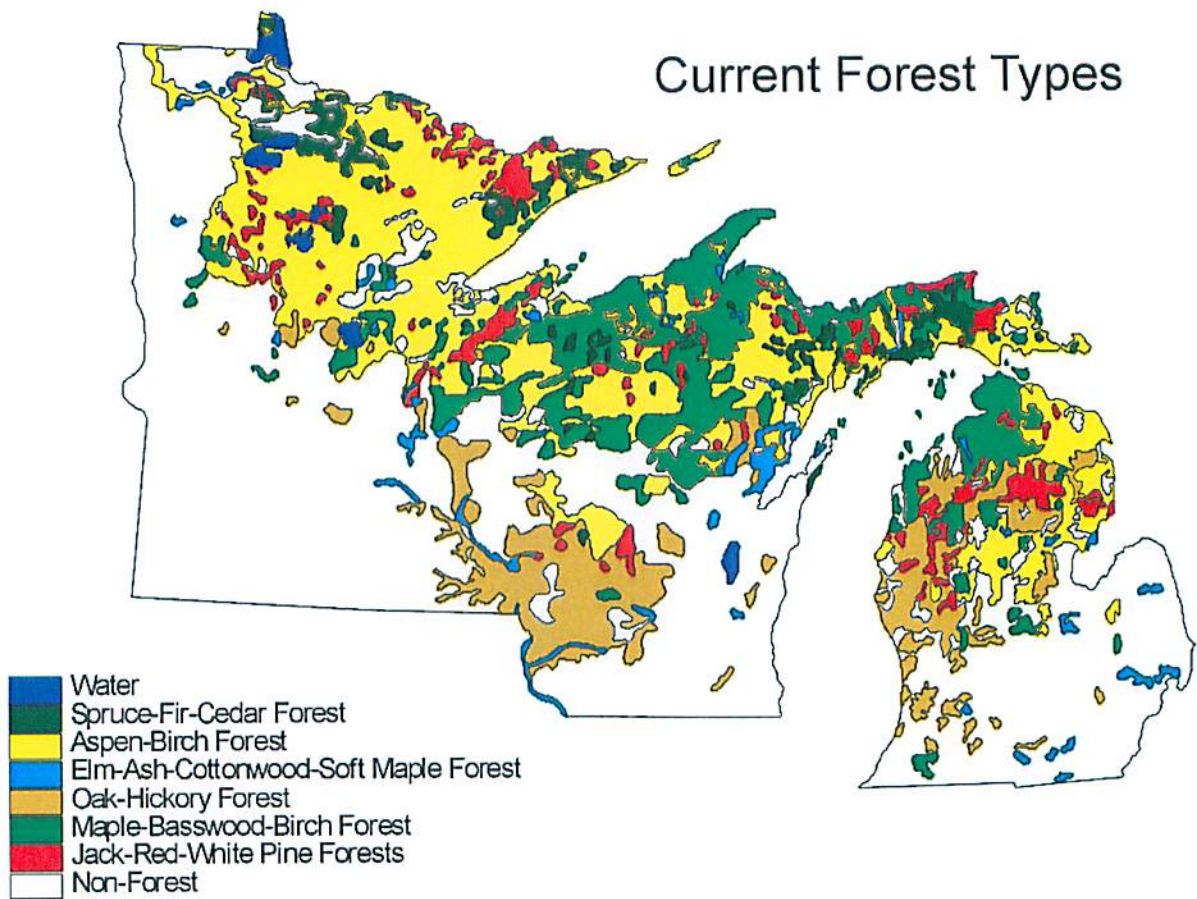 Current Forest Types
Water
Spruce-Fir-Cedar Forest
Aspen-Birch Forest
Elm-Ash-Cottonwood-Soft Maple Forest
Oak-Hickory Forest
Maple-Basswood-Birch Forest
Jack-Red-White Pine Forests
Non-Forest